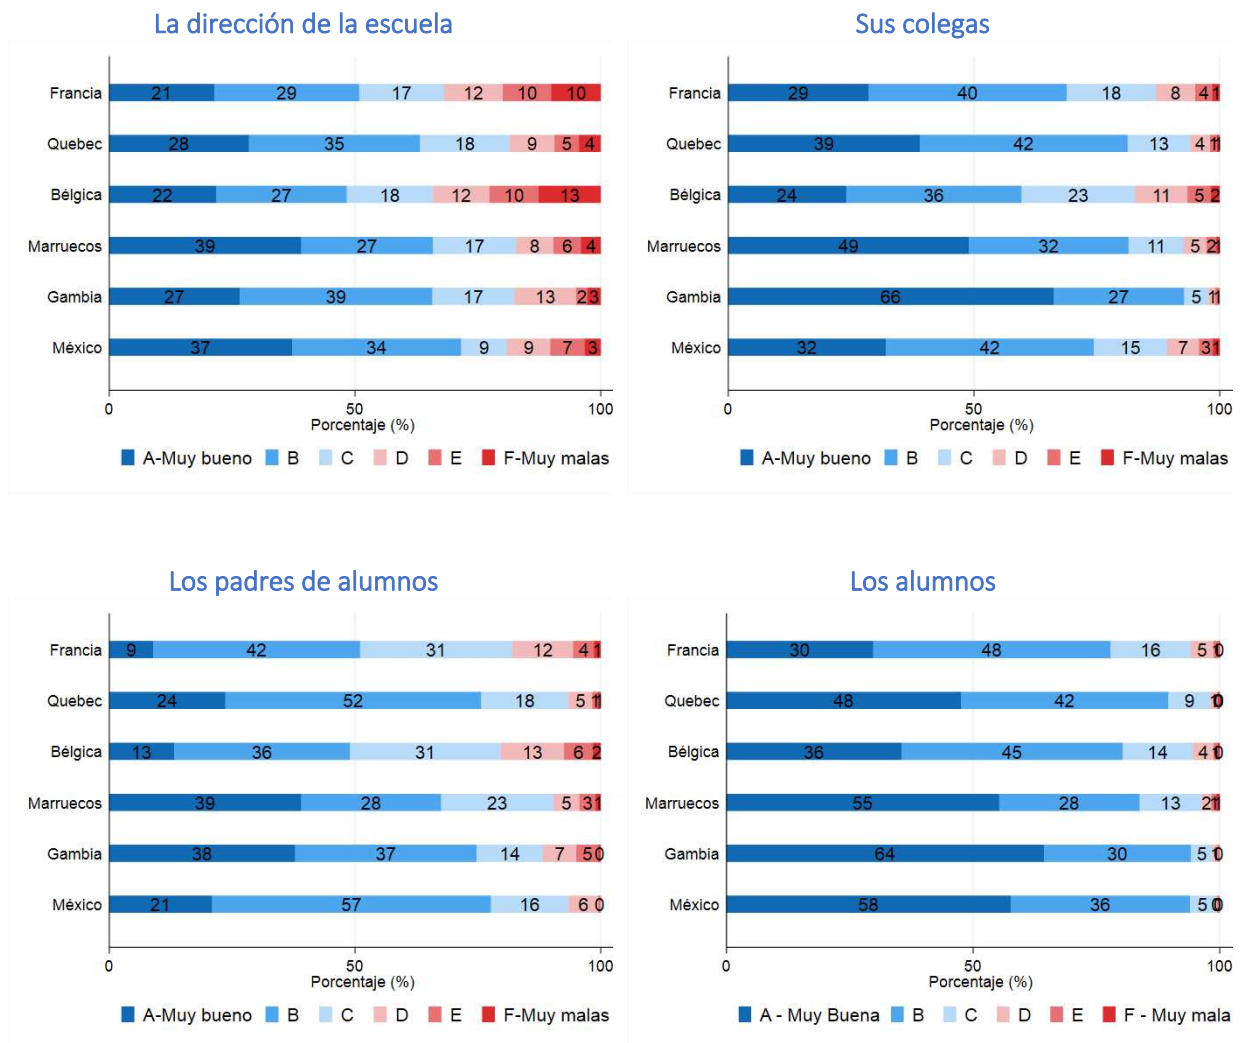 La dirección de la escuela
Francia 21 29 17 12 10 10
Quebec 28 35 18 9 5 4
Bélgica 22 27 18 12 10 13
Marruecos 39 27 17 8 6 4
Gambia 27 39 17 13 2 3
México 37 34 9 9 7 3
0 50 100
Porcentaje (%)
A-Muy bueno B C D E F-Muy malas
Sus colegas
Francia 29 40 18 8 4 1
Quebec 39 42 13 4 1 1
Bélgica 24 36 23 11 5 2
Marruecos 49 32 11 5 2 1
Gambia 66 27 5 1 1
México 32 42 15 7 3 1
0 50 100
Porcentaje (%)
A-Muy bueno B C D E F-Muy malas
Los padres de alumnos
Francia 9 42 31 12 4 1
Quebec 24 52 18 5 1 1
Bélgica 13 36 31 13 6 2
Marruecos 39 28 23 5 3 1
Gambia 38 37 14 7 5 0
México 21 57 16 6 0
0 50 100
Porcentaje (%)
A-Muy bueno B C D E F-Muy malas
Los alumnos
Francia 30 48 16 5 1 0
Quebec 48 42 9 1 0
Bélgica 36 45 14 4 1 0
Marruecos 55 28 13 2 1 1
Gambia 64 30 5 1 0
México 58 36 5 0 0
0 50 100
Porcentaje (%)
A - Muy Buena B C D E F - Muy mala